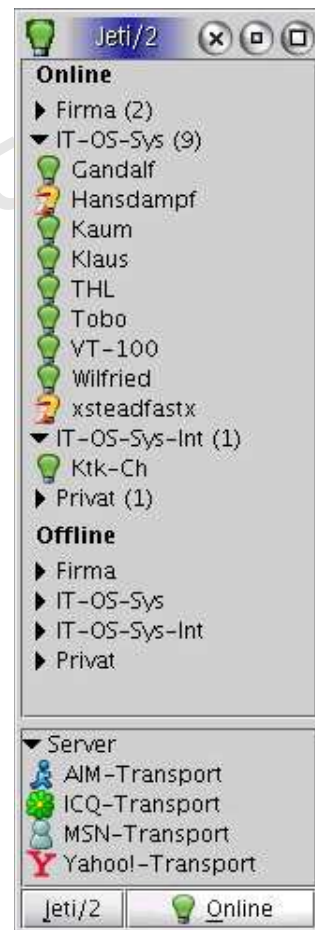 Jeti/2
Online
Firma (2)
IT-OS-Sys (9)
Gandalf
Hansdampf
Kaum
Klaus
THL
Tobo
VT-100
Wilfried
xsteadfastx
IT-OS-Sys-Int (1)
Ktk-Ch
Privat (1)
Offline
Firma
IT-OS-Sys
IT-OS-Sys-Int
Privat
Server
AIM-Transport
ICQ-Transport
MSN-Transport
Yahoo!-Transport
Jeti/2 Online